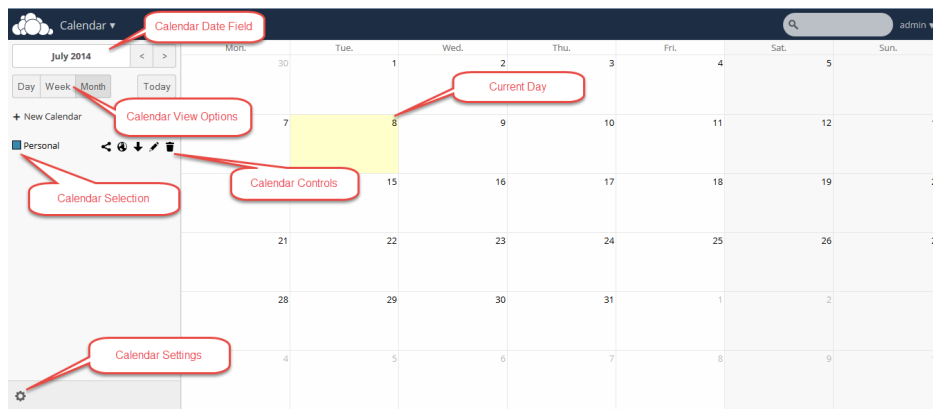 Calendar ▾ Calendar Date Field admin ▾
July 2014 < >
Mon. Tue. Wed. Thu. Fri. Sat. Sun.
Day Week Month Today
+ New Calendar
Calendar View Options
Personal
Calendar Selection
Calendar Controls
Current Day
30 1 2 3 4 5
7 8 9 10 11 12
15 16 17 18 19
21 22 23 24 25 26
28 29 30 31 1 2
4 5 6 7 8 9
Calendar Settings